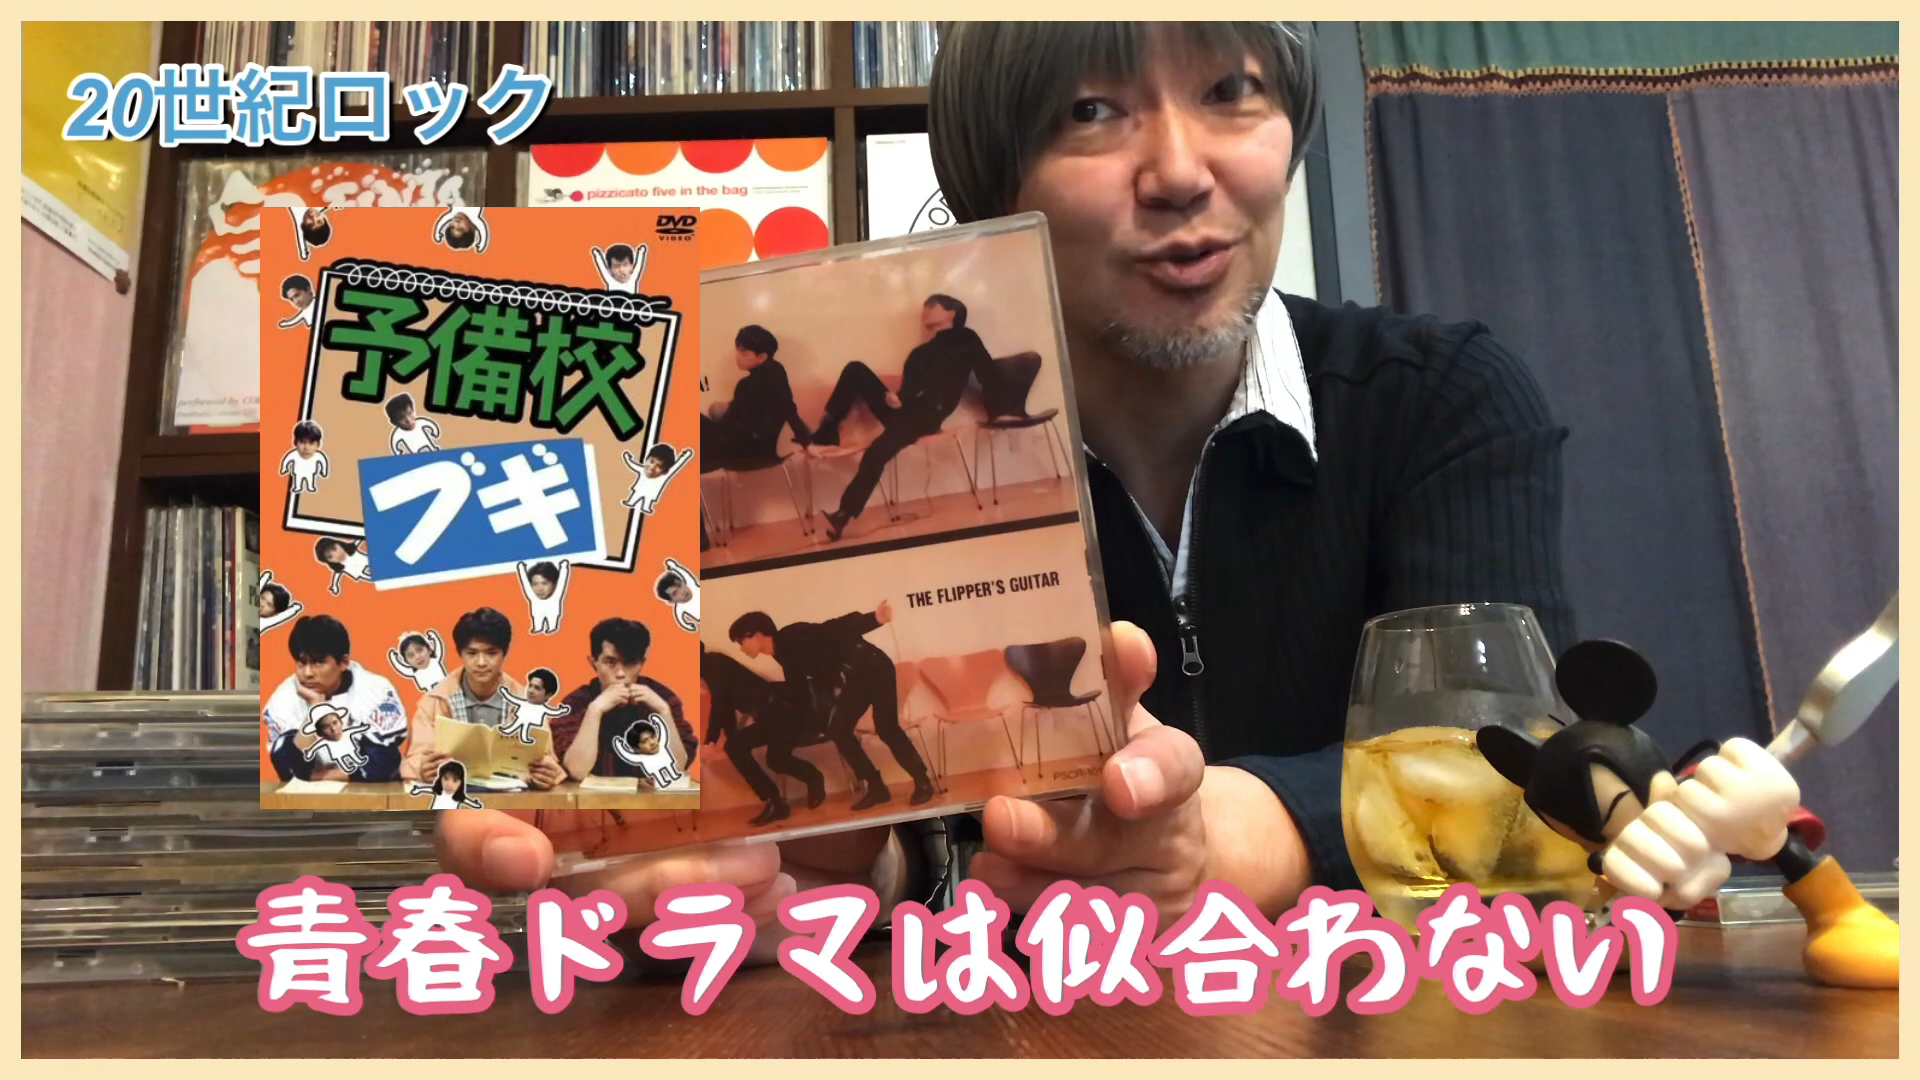 20世紀ロック
pizzicato five in the bag
DVD
VIDEO
予備校
ブギ
THE FLIPPER'S GUITAR
青春ドラマは似合わない